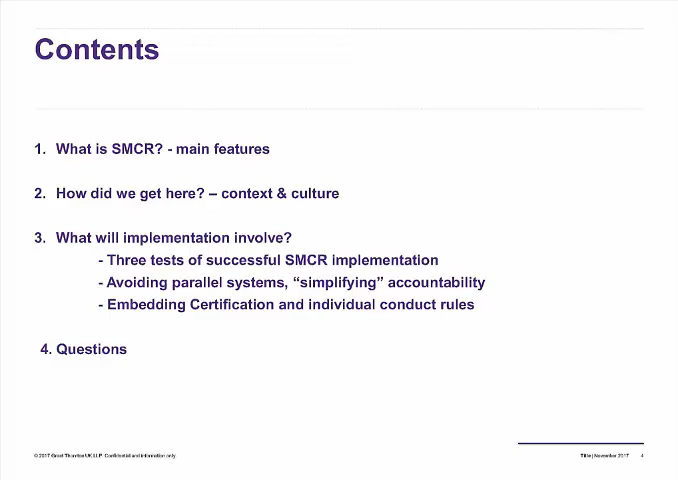 Contents
1. What is SMCR? - main features
2. How did we get here? – context & culture
3. What will implementation involve?
- Three tests of successful SMCR implementation
- Avoiding parallel systems, “simplifying” accountability
- Embedding Certification and individual conduct rules
4. Questions
© 2017 Grant Thornton UK LLP. Confidential and information only.
Title | November 2017 4